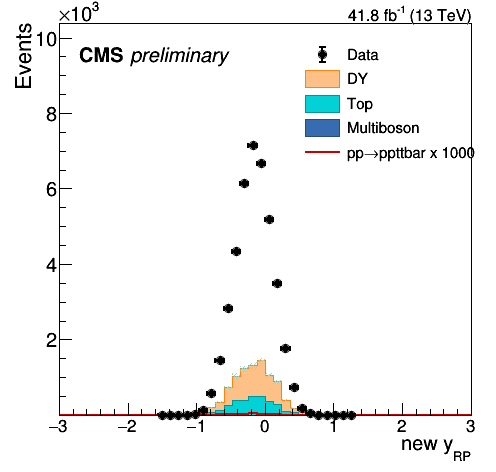 ×10³
41.8 fb⁻¹ (13 TeV)
Events
CMS preliminary
Data
DY
Top
Multiboson
pp→ppttbar x 1000
10
8
6
4
2
−3 −2 −1 0 1 2 3
new y_RP